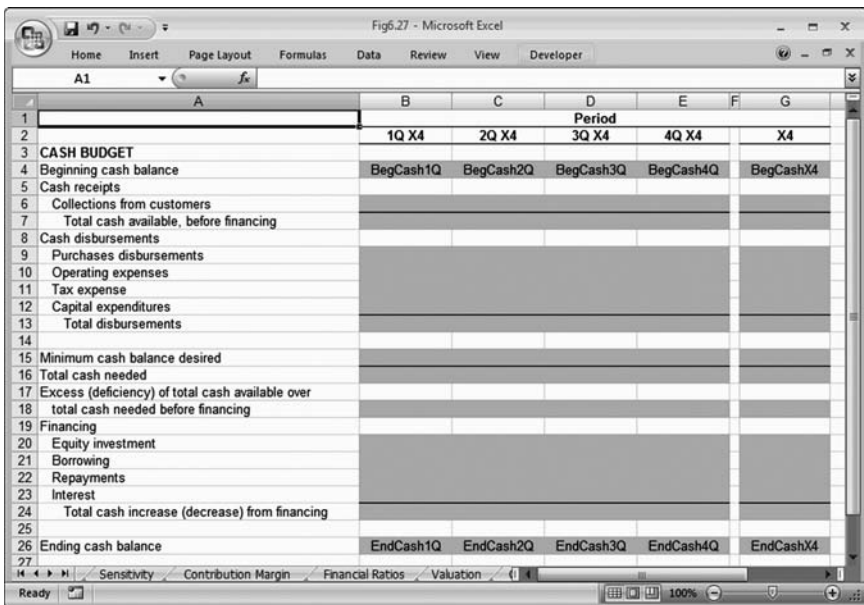 Fig6.27 - Microsoft Excel
Home Insert Page Layout Formulas Data Review View Developer
A1 fx
A B C D E F G
1 Period
2 1Q X4 2Q X4 3Q X4 4Q X4 X4
3 CASH BUDGET
4 Beginning cash balance BegCash1Q BegCash2Q BegCash3Q BegCash4Q BegCashX4
5 Cash receipts
6 Collections from customers
7 Total cash available, before financing
8 Cash disbursements
9 Purchases disbursements
10 Operating expenses
11 Tax expense
12 Capital expenditures
13 Total disbursements
14
15 Minimum cash balance desired
16 Total cash needed
17 Excess (deficiency) of total cash available over
18 total cash needed before financing
19 Financing
20 Equity investment
21 Borrowing
22 Repayments
23 Interest
24 Total cash increase (decrease) from financing
25
26 Ending cash balance EndCash1Q EndCash2Q EndCash3Q EndCash4Q EndCashX4
27
Sensitivity Contribution Margin Financial Ratios Valuation
Ready 100%